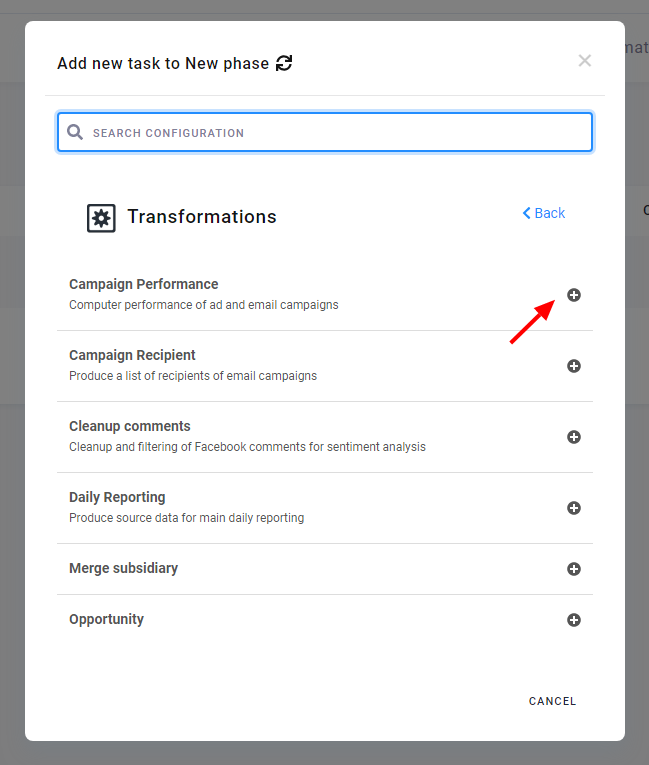 Add new task to New phase
SEARCH CONFIGURATION
Transformations
Back
Campaign Performance
Computer performance of ad and email campaigns
Campaign Recipient
Produce a list of recipients of email campaigns
Cleanup comments
Cleanup and filtering of Facebook comments for sentiment analysis
Daily Reporting
Produce source data for main daily reporting
Merge subsidiary
Opportunity
CANCEL